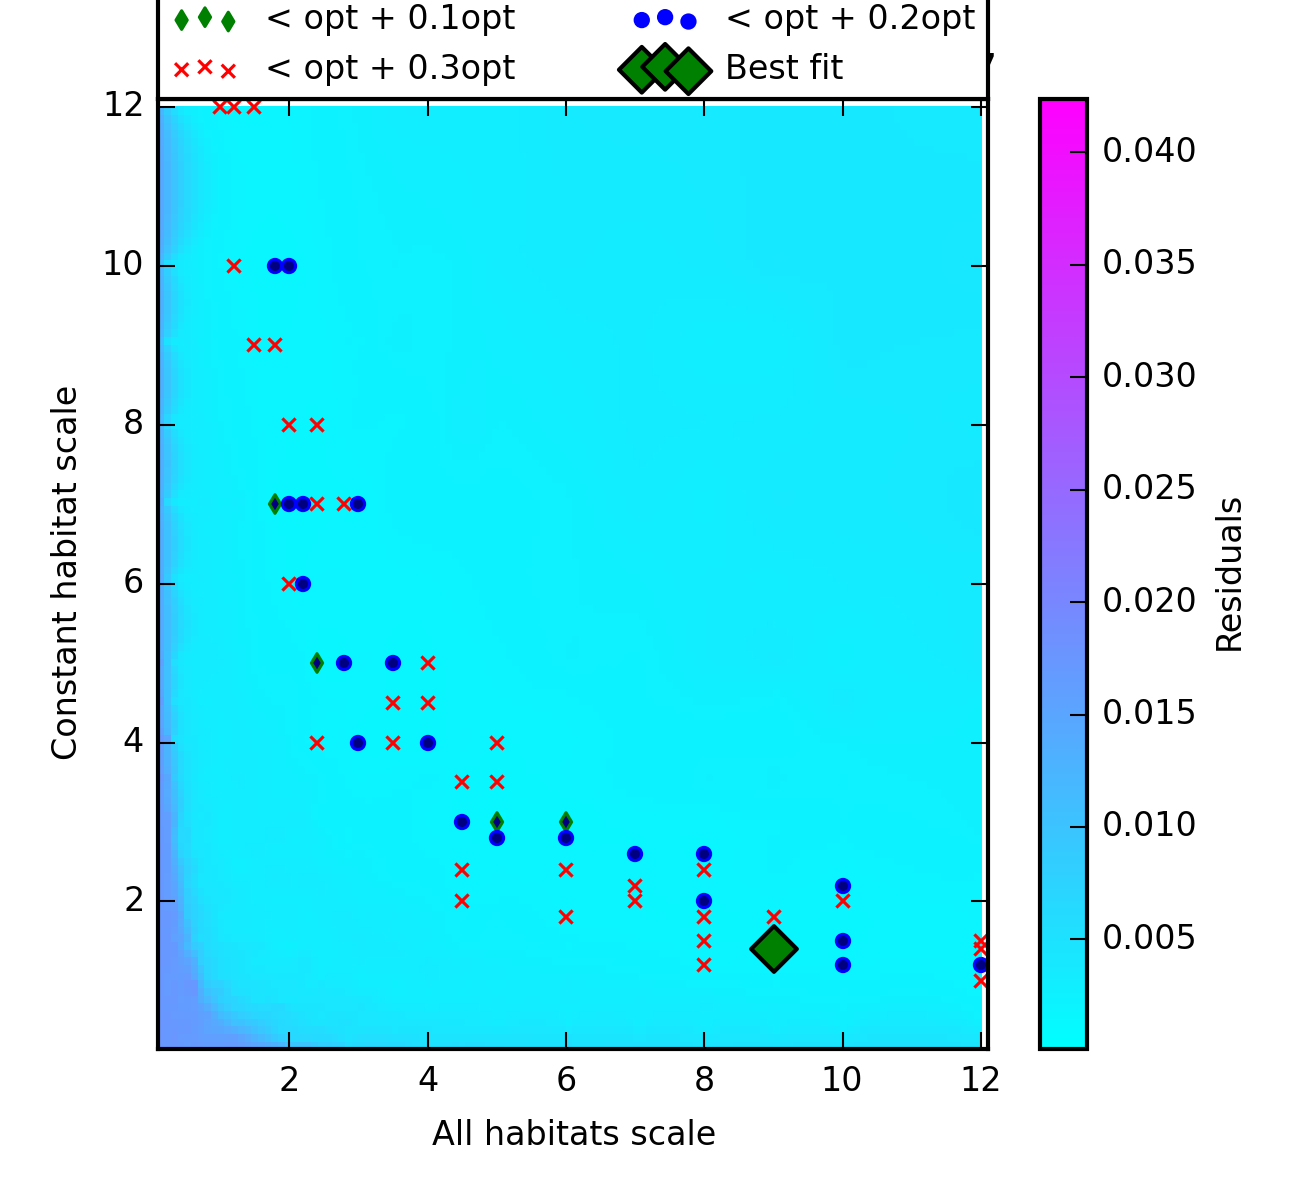 < opt + 0.1opt < opt + 0.2opt
< opt + 0.3opt Best fit
12
10
8
6
4
2
Constant habitat scale
2 4 6 8 10 12
All habitats scale
0.040
0.035
0.030
0.025
0.020
0.015
0.010
0.005
Residuals